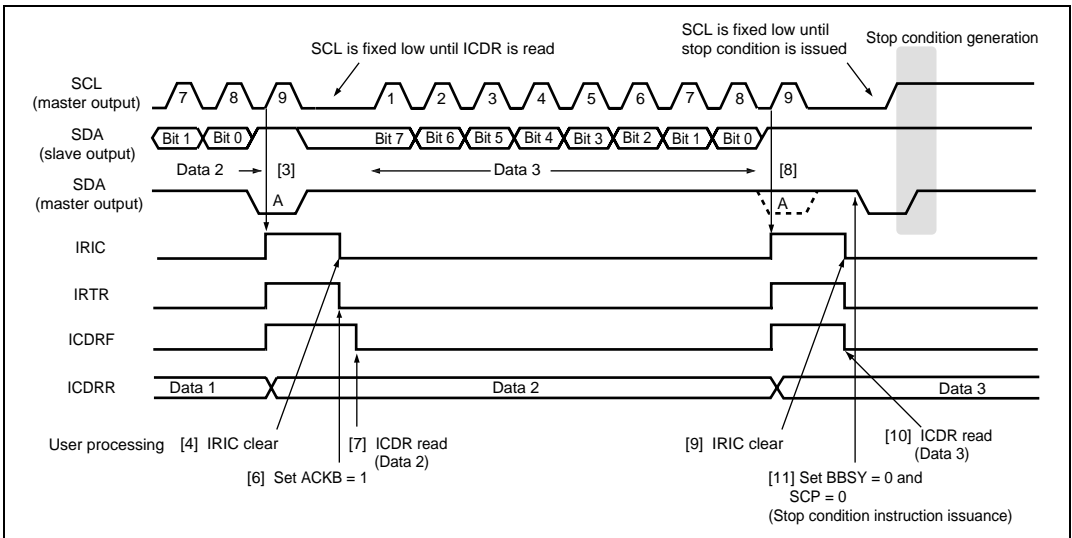 SCL is fixed low until ICDR is read
SCL is fixed low until
stop condition is issued
Stop condition generation
SCL
(master output)
7 8 9 1 2 3 4 5 6 7 8 9
SDA
(slave output)
Bit 1 Bit 0 Bit 7 Bit 6 Bit 5 Bit 4 Bit 3 Bit 2 Bit 1 Bit 0
Data 2 [3] Data 3 [8]
SDA
(master output)
A A
IRIC
IRTR
ICDRF
ICDRR
Data 1 Data 2 Data 3
User processing
[4] IRIC clear
[7] ICDR read
(Data 2)
[6] Set ACKB = 1
[9] IRIC clear
[10] ICDR read
(Data 3)
[11] Set BBSY = 0 and
SCP = 0
(Stop condition instruction issuance)